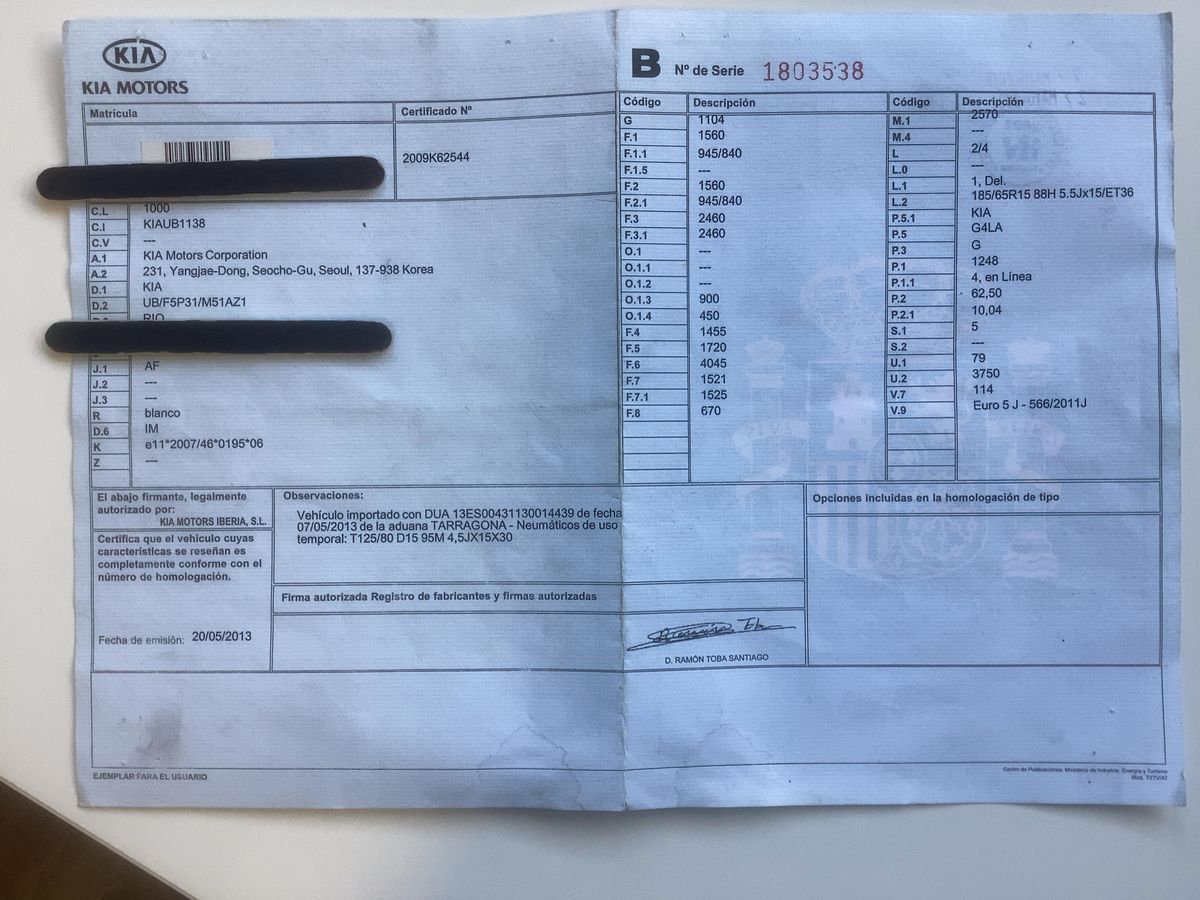 KIA
KIA MOTORS
Matrícula
Certificado Nº
2009K62544
C.L 1000
C.I KIAUB1138
C.V ---
A.1 KIA Motors Corporation
A.2 231, Yangjae-Dong, Seocho-Gu, Seoul, 137-938 Korea
D.1 KIA
D.2 UB/F5P31/M51AZ1
RIO
J.1 AF
J.2 ---
J.3 ---
R blanco
D.6 IM
K e11*2007/46*0195*06
Z ---
El abajo firmante, legalmente
autorizado por:
KIA MOTORS IBERIA, S.L.
Certifica que el vehículo cuyas
características se reseñan es
completamente conforme con el
número de homologación.
Fecha de emisión: 20/05/2013
Observaciones:
Vehículo importado con DUA 13ES00431130014439 de fecha
07/05/2013 de la aduana TARRAGONA - Neumáticos de uso
temporal: T125/80 D15 95M 4,5JX15X30
Firma autorizada Registro de fabricantes y firmas autorizadas
D. RAMÓN TOBA SANTIAGO
EJEMPLAR PARA EL USUARIO
B Nº de Serie 1803538
Código Descripción
G 1104
F.1 1560
F.1.1 945/840
F.1.5 ---
F.2 1560
F.2.1 945/840
F.3 2460
F.3.1 2460
O.1 ---
O.1.1 ---
O.1.2 ---
O.1.3 900
O.1.4 450
F.4 1455
F.5 1720
F.6 4045
F.7 1521
F.7.1 1525
F.8 670
Código Descripción
M.1 2570
M.4 ---
L 2/4
L.0 ---
L.1 1, Del.
L.2 185/65R15 88H 5.5Jx15/ET36
P.5.1 KIA
P.5 G4LA
P.3 G
P.1 1248
P.1.1 4, en Línea
P.2 62,50
P.2.1 10,04
S.1 5
S.2 ---
U.1 79
U.2 3750
V.7 114
V.9 Euro 5 J - 566/2011J
Opciones incluidas en la homologación de tipo
Centro de Publicaciones. Ministerio de Industria, Energía y Turismo